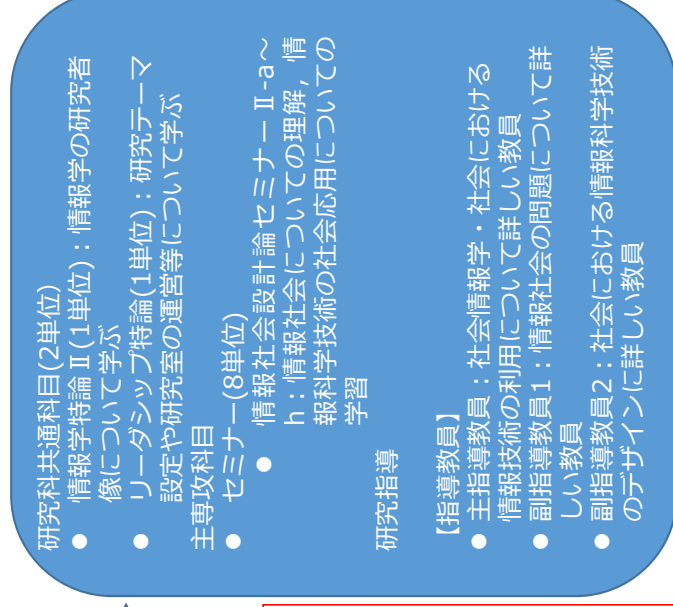 研究科共通科目(2単位)
● 情報学特論Ⅱ(1単位)：情報学の研究者
像について学ぶ
● リーダシップ特論(1単位)：研究テーマ
設定や研究室の運営等について学ぶ
主専攻科目
● セミナー(8単位)
● 情報社会設計論セミナーⅡ-a～
h：情報社会についての理解，情
報科学技術の社会応用についての
学習
研究指導
【指導教員】
● 主指導教員：社会情報学・社会における
情報技術の利用について詳しい教員
● 副指導教員1：情報社会の問題について詳
しい教員
● 副指導教員2：社会における情報科学技術
のデザインに詳しい教員